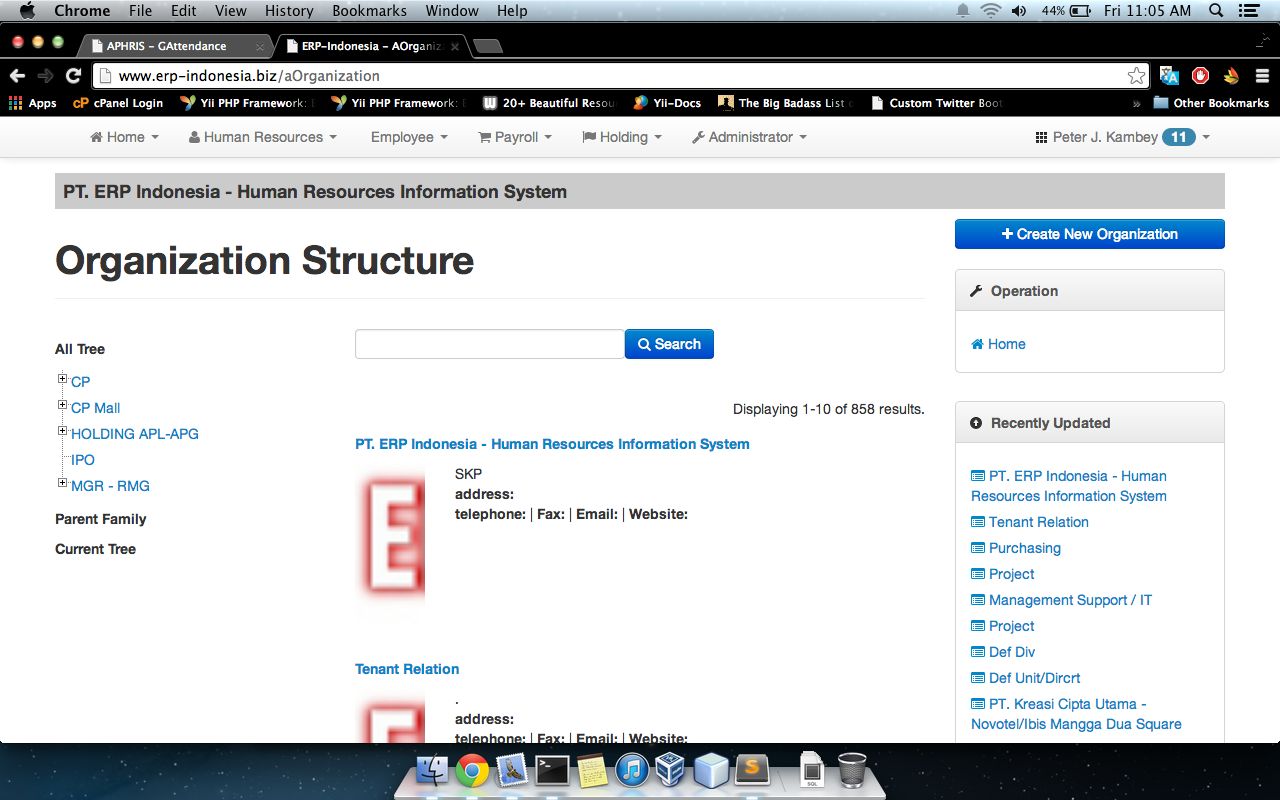 Chrome File Edit View History Bookmarks Window Help 44% Fri 11:05 AM
APHRIS - GAttendance ERP-Indonesia - AOrganiz
www.erp-indonesia.biz/aOrganization
Apps cPanel Login Yii PHP Framework: Yii PHP Framework: 20+ Beautiful Resou Yii-Docs The Big Badass List Custom Twitter Boot » Other Bookmarks
Home Human Resources Employee Payroll Holding Administrator Peter J. Kambey 11
PT. ERP Indonesia - Human Resources Information System
Create New Organization
Organization Structure
Operation
Home
All Tree
CP
CP Mall
HOLDING APL-APG
IPO
MGR - RMG
Parent Family
Current Tree
Search
Displaying 1-10 of 858 results.
PT. ERP Indonesia - Human Resources Information System
E
SKP
address:
telephone: | Fax: | Email: | Website:
Tenant Relation
E
.
address:
telephone: | Fax: | Email: | Website:
Recently Updated
PT. ERP Indonesia - Human
Resources Information System
Tenant Relation
Purchasing
Project
Management Support / IT
Project
Def Div
Def Unit/Dircrt
PT. Kreasi Cipta Utama -
Novotel/Ibis Mangga Dua Square
SQL